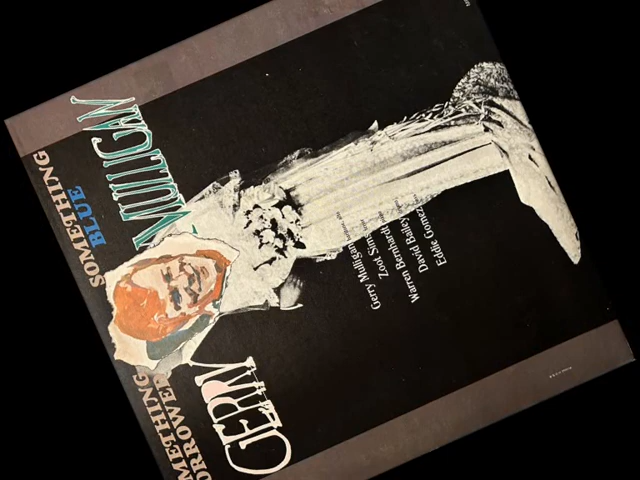 METHING
ORROWED
SOMETHING
BLUE
GERRY MULLIGAN
Gerry Mulligan
Zoot Sims
Warren Bernhardt
David Bailey
Eddie Gomez